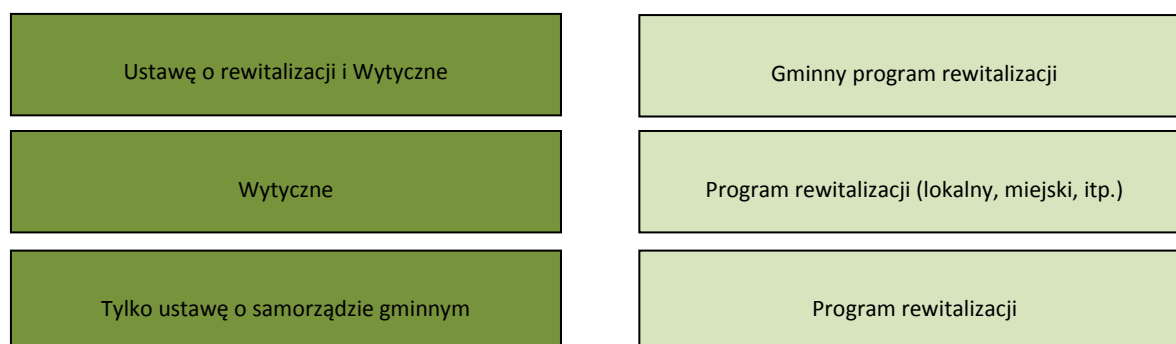 Ustawę o rewitalizacji i Wytyczne
Gminny program rewitalizacji
Wytyczne
Program rewitalizacji (lokalny, miejski, itp.)
Tylko ustawę o samorządzie gminnym
Program rewitalizacji